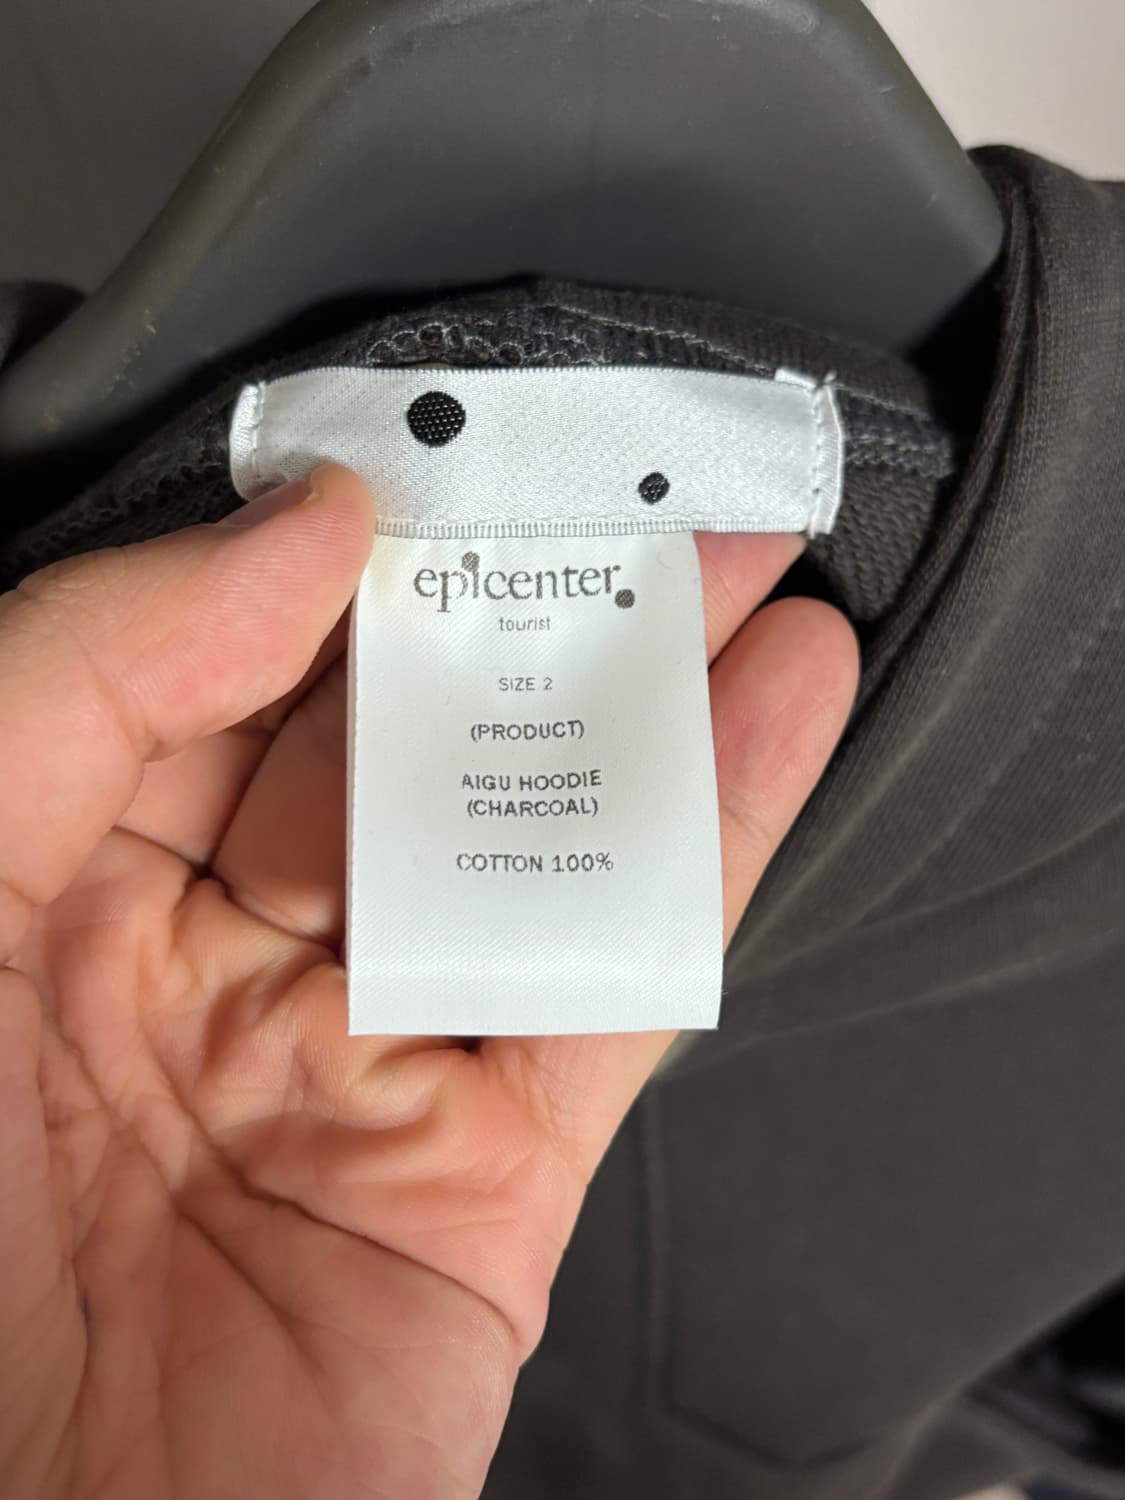 epicenter.
tourist
SIZE 2
(PRODUCT)
AIGU HOODIE
(CHARCOAL)
COTTON 100%